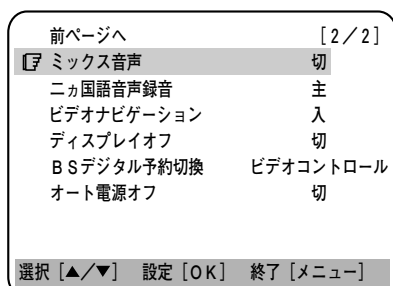 前ページへ [2/2]
ミックス音声 切
二ヵ国語音声録音 主
ビデオナビゲーション 入
ディスプレイオフ 切
BSデジタル予約切換 ビデオコントロール
オート電源オフ 切
選択[▲/▼] 設定[OK] 終了[メニュー]